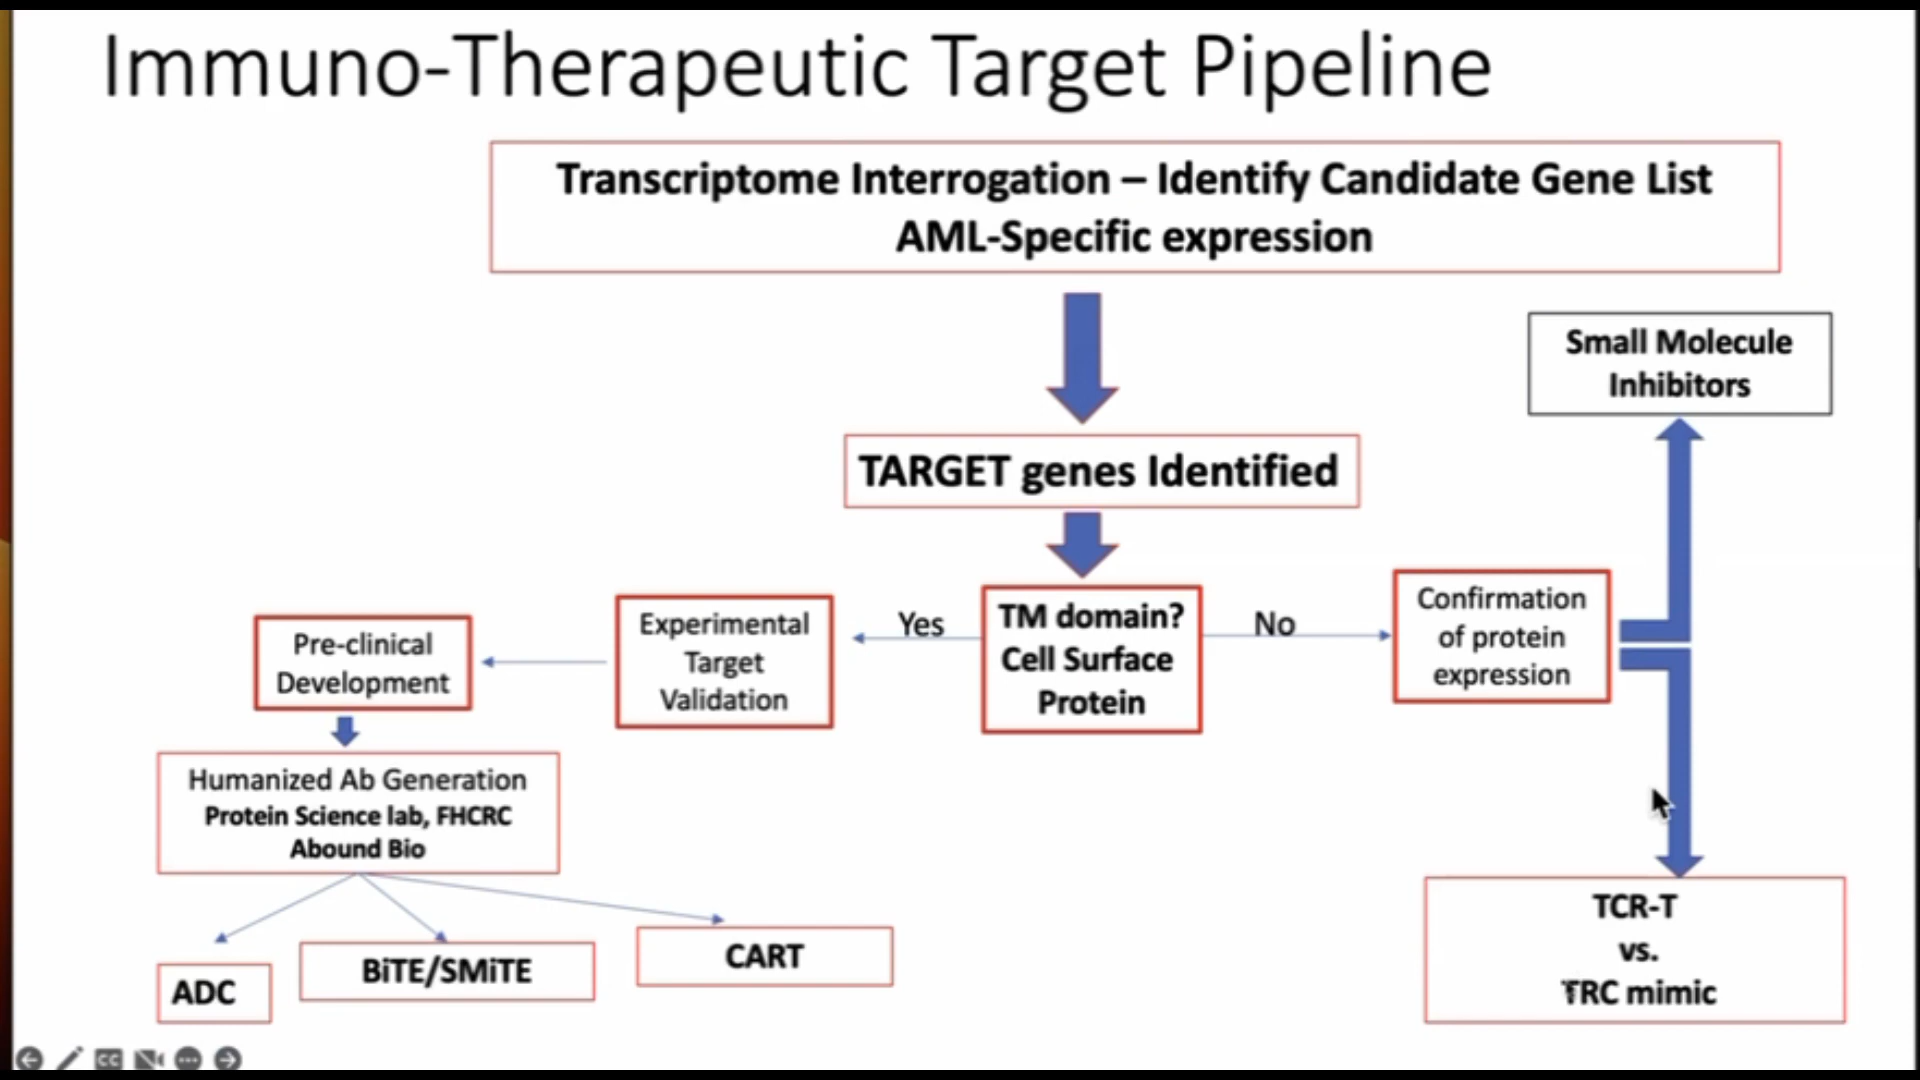 Immuno-Therapeutic Target Pipeline
Transcriptome Interrogation – Identify Candidate Gene List
AML-Specific expression
Small Molecule
Inhibitors
TARGET genes Identified
Pre-clinical
Development
Experimental
Target
Validation
Yes
TM domain?
Cell Surface
Protein
No
Confirmation
of protein
expression
Humanized Ab Generation
Protein Science lab, FHCRC
Abound Bio
ADC
BiTE/SMiTE
CART
TCR-T
vs.
TRC mimic
CC